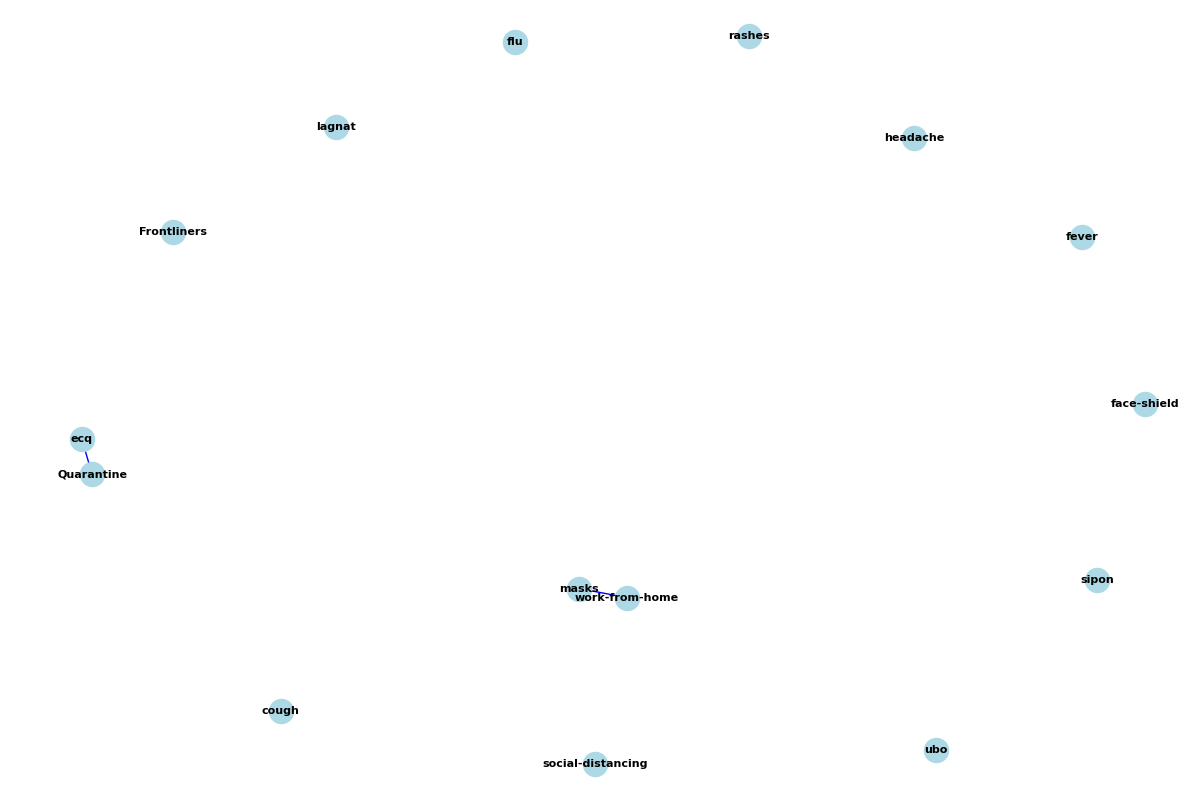 rashes
flu
lagnat
headache
Frontliners
fever
face-shield
ecq
Quarantine
sipon
masks
work-from-home
cough
ubo
social-distancing